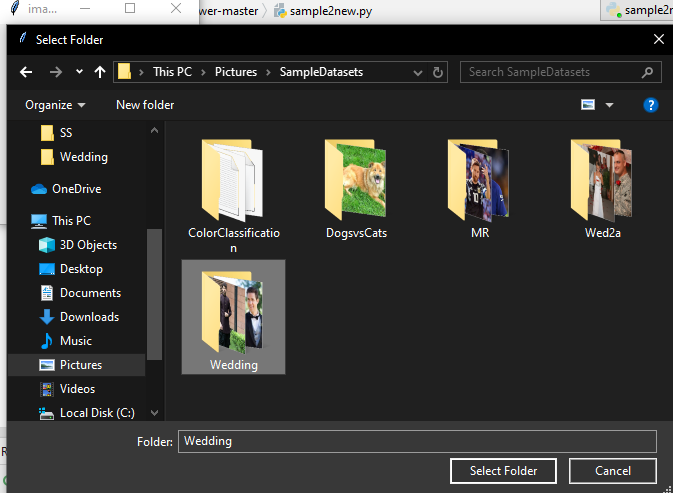 ima...
wer-master
sample2new.py
sample2n
Select Folder
This PC
Pictures
SampleDatasets
Search SampleDatasets
Organize
New folder
SS
Wedding
OneDrive
This PC
3D Objects
Desktop
Documents
Downloads
Music
Pictures
Videos
Local Disk (C:)
ColorClassificatio
n
DogsvsCats
MR
Wed2a
Wedding
Folder:
Wedding
Select Folder
Cancel